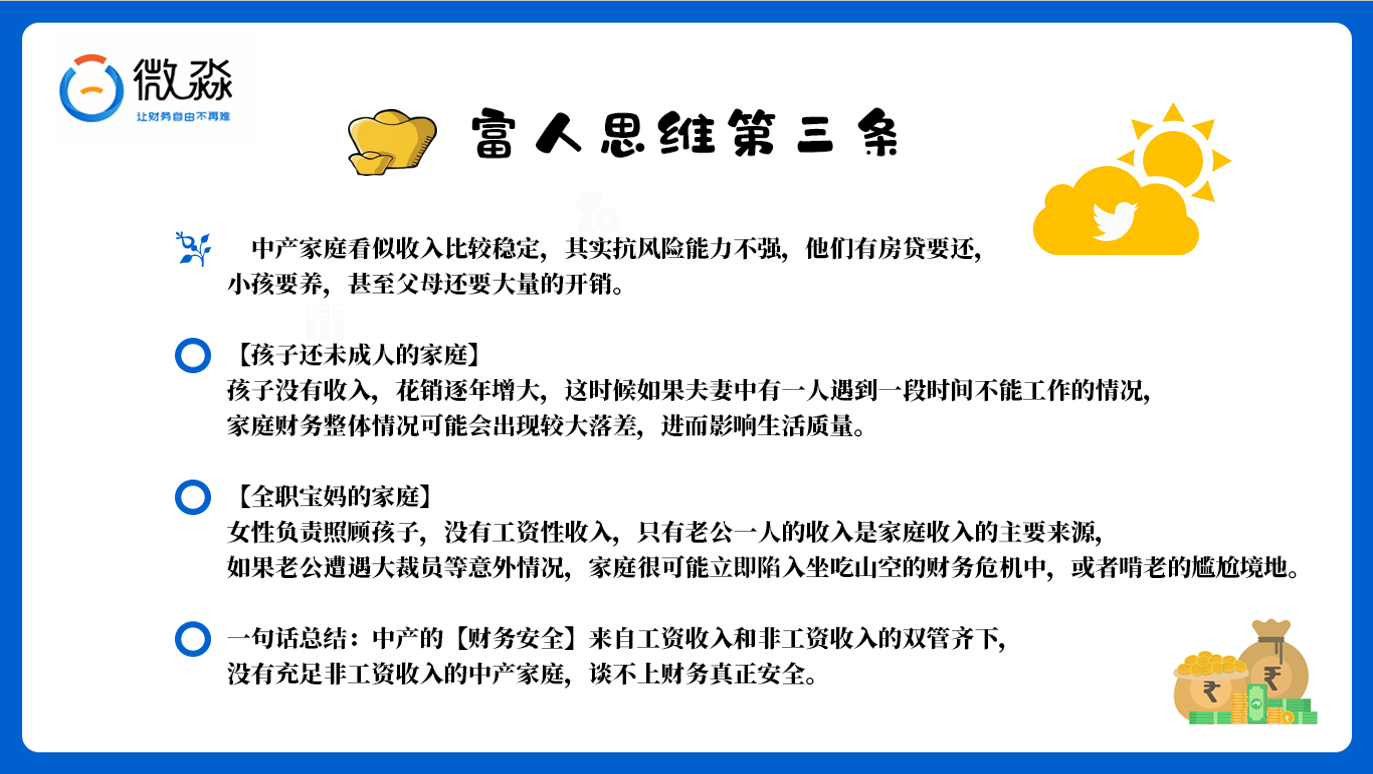 微淼
让财务自由不再难
富人思维第三条
中产家庭看似收入比较稳定，其实抗风险能力不强，他们有房贷要还，
小孩要养，甚至父母还要大量的开销。
【孩子还未成人的家庭】
孩子没有收入，花销逐年增大，这时候如果夫妻中有一人遇到一段时间不能工作的情况，
家庭财务整体情况可能会出现较大落差，进而影响生活质量。
【全职宝妈的家庭】
女性负责照顾孩子，没有工资性收入，只有老公一人的收入是家庭收入的主要来源，
如果老公遭遇大裁员等意外情况，家庭很可能立即陷入坐吃山空的财务危机中，或者啃老的尴尬境地。
一句话总结：中产的【财务安全】来自工资收入和非工资收入的双管齐下，
没有充足非工资收入的中产家庭，谈不上财务真正安全。
₹
₹